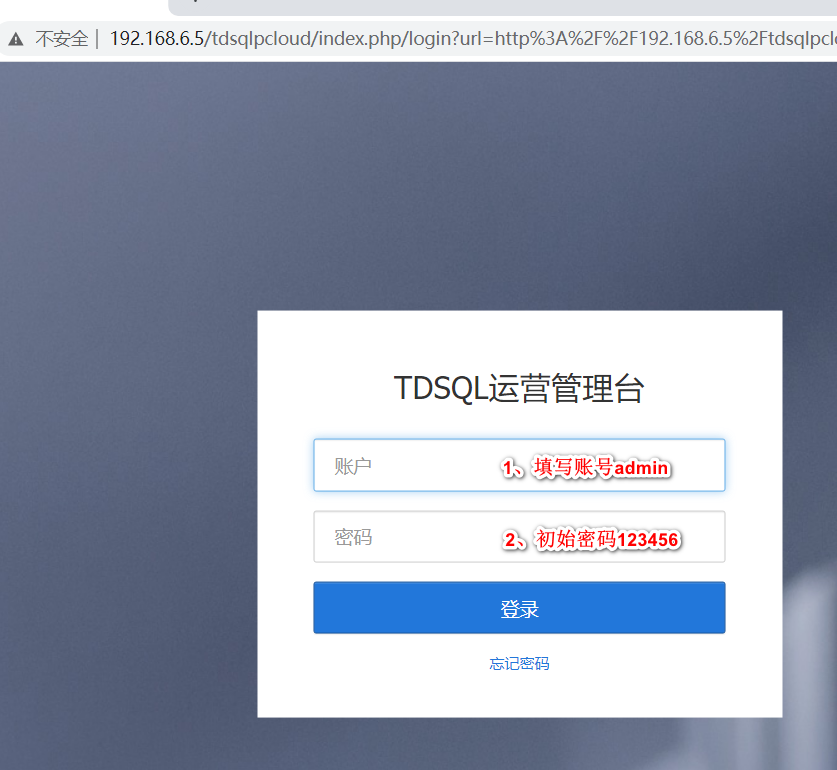 不安全 | 192.168.6.5/tdsqlpcloud/index.php/login?url=http%3A%2F%2F192.168.6.5%2Ftdsqlpclo
TDSQL运营管理台
账户 1、填写账号admin
密码 2、初始密码123456
登录
忘记密码